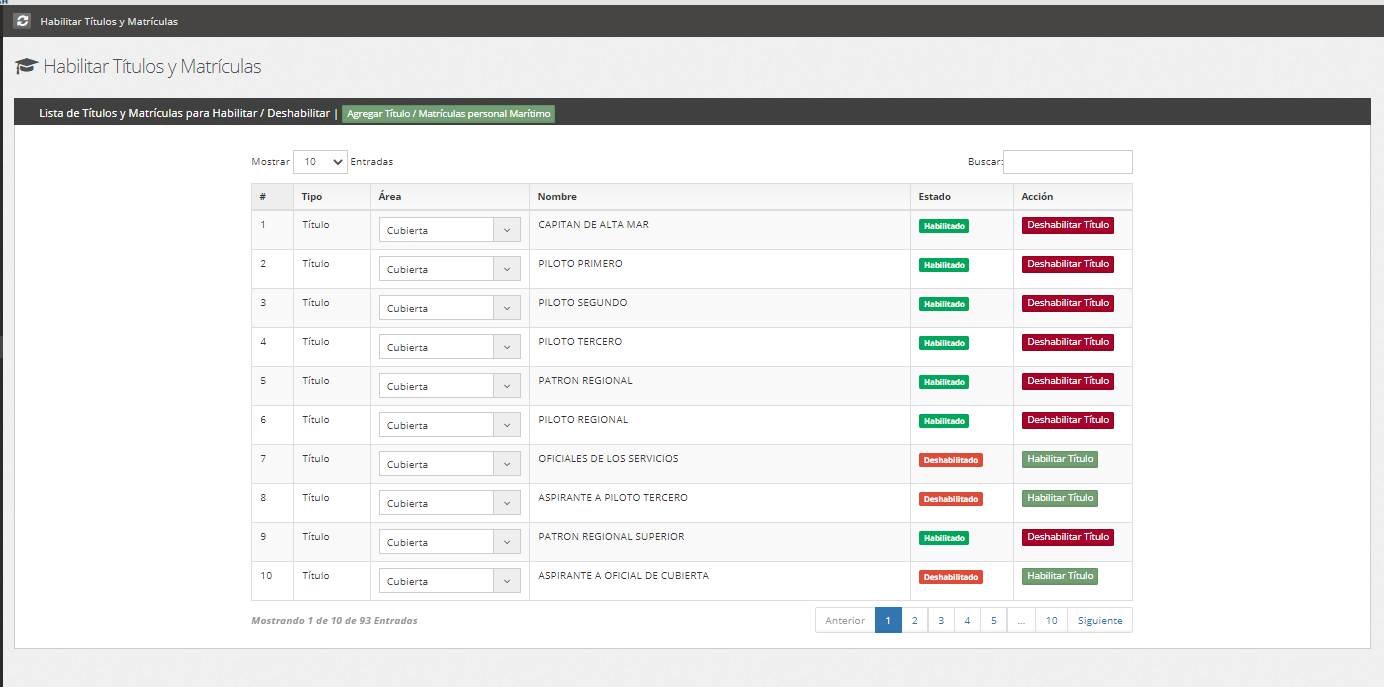 Habilitar Títulos y Matrículas
Habilitar Títulos y Matrículas
Lista de Títulos y Matrículas para Habilitar / Deshabilitar | Agregar Título / Matrículas personal Marítimo
Mostrar 10 Entradas Buscar:
# Tipo Área Nombre Estado Acción
1 Título Cubierta CAPITAN DE ALTA MAR Habilitado Deshabilitar Título
2 Título Cubierta PILOTO PRIMERO Habilitado Deshabilitar Título
3 Título Cubierta PILOTO SEGUNDO Habilitado Deshabilitar Título
4 Título Cubierta PILOTO TERCERO Habilitado Deshabilitar Título
5 Título Cubierta PATRON REGIONAL Habilitado Deshabilitar Título
6 Título Cubierta PILOTO REGIONAL Habilitado Deshabilitar Título
7 Título Cubierta OFICIALES DE LOS SERVICIOS Deshabilitado Habilitar Título
8 Título Cubierta ASPIRANTE A PILOTO TERCERO Deshabilitado Habilitar Título
9 Título Cubierta PATRON REGIONAL SUPERIOR Habilitado Deshabilitar Título
10 Título Cubierta ASPIRANTE A OFICIAL DE CUBIERTA Deshabilitado Habilitar Título
Mostrando 1 de 10 de 93 Entradas Anterior 1 2 3 4 5 ... 10 Siguiente